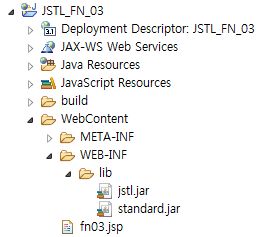 JSTL_FN_03
Deployment Descriptor: JSTL_FN_03
JAX-WS Web Services
Java Resources
JavaScript Resources
build
WebContent
META-INF
WEB-INF
lib
jstl.jar
standard.jar
fn03.jsp